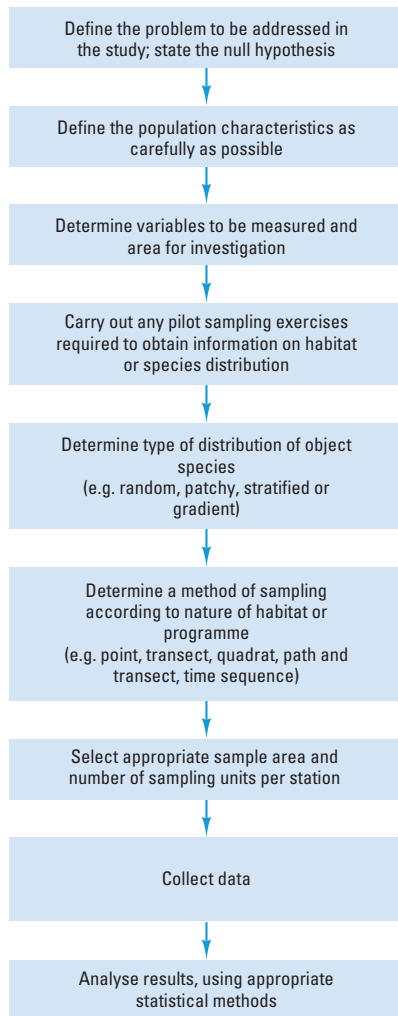 Define the problem to be addressed in
the study; state the null hypothesis
Define the population characteristics as
carefully as possible
Determine variables to be measured and
area for investigation
Carry out any pilot sampling exercises
required to obtain information on habitat
or species distribution
Determine type of distribution of object
species
(e.g. random, patchy, stratified or
gradient)
Determine a method of sampling
according to nature of habitat or
programme
(e.g. point, transect, quadrat, path and
transect, time sequence)
Select appropriate sample area and
number of sampling units per station
Collect data
Analyse results, using appropriate
statistical methods